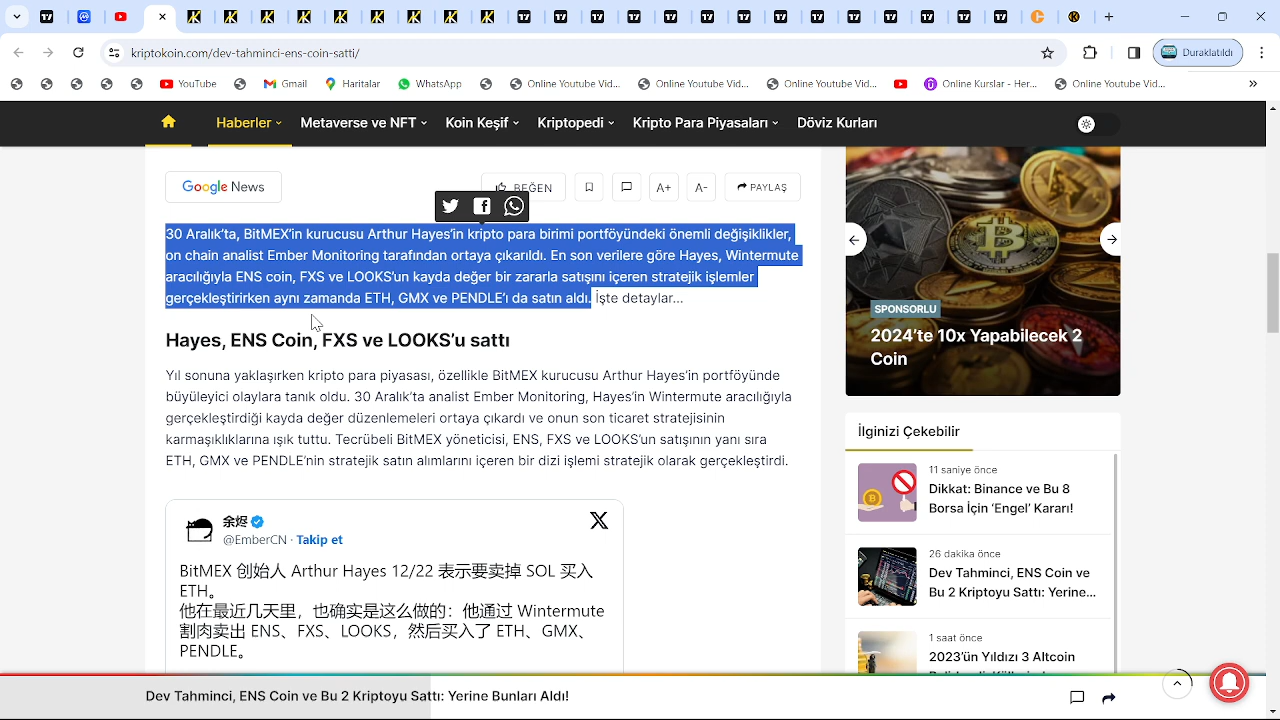 Duraklatıldı
kriptokoin.com/dev-tahminci-ens-coin-satti/
YouTube
Gmail
Haritalar
WhatsApp
Online Youtube Vid...
Online Youtube Vid...
Online Youtube Vid...
Online Kurslar - Her...
Online Youtube Vid...
Haberler
Metaverse ve NFT
Koin Keşif
Kriptopedi
Kripto Para Piyasaları
Döviz Kurları
Google News
BEĞEN
A+
A-
PAYLAŞ
30 Aralık’ta, BitMEX’in kurucusu Arthur Hayes’in kripto para birimi portföyündeki önemli değişiklikler,
on chain analist Ember Monitoring tarafından ortaya çıkarıldı. En son verilere göre Hayes, Wintermute
aracılığıyla ENS coin, FXS ve LOOKS’un kayda değer bir zararla satışını içeren stratejik işlemler
gerçekleştirirken aynı zamanda ETH, GMX ve PENDLE’ı da satın aldı. İşte detaylar…
Hayes, ENS Coin, FXS ve LOOKS’u sattı
Yıl sonuna yaklaşırken kripto para piyasası, özellikle BitMEX kurucusu Arthur Hayes’in portföyünde
büyüleyici olaylara tanık oldu. 30 Aralık’ta analist Ember Monitoring, Hayes’in Wintermute aracılığıyla
gerçekleştirdiği kayda değer düzenlemeleri ortaya çıkardı ve onun son ticaret stratejisinin
karmaşıklıklarına ışık tuttu. Tecrübeli BitMEX yöneticisi, ENS, FXS ve LOOKS’un satışının yanı sıra
ETH, GMX ve PENDLE’nin stratejik satın alımlarını içeren bir dizi işlemi stratejik olarak gerçekleştirdi.
余烬
@EmberCN · Takip et
BitMEX 创始人 Arthur Hayes 12/22 表示要卖掉 SOL 买入
ETH。
他在最近几天里，也确实是这么做的：他通过 Wintermute
割肉卖出 ENS、FXS、LOOKS，然后买入了 ETH、GMX、
PENDLE。
SPONSORLU
2024’te 10x Yapabilecek 2
Coin
İlginizi Çekebilir
11 saniye önce
Dikkat: Binance ve Bu 8
Borsa İçin ‘Engel’ Kararı!
26 dakika önce
Dev Tahminci, ENS Coin ve
Bu 2 Kriptoyu Sattı: Yerine...
1 saat önce
2023’ün Yıldızı 3 Altcoin
Dev Tahminci, ENS Coin ve Bu 2 Kriptoyu Sattı: Yerine Bunları Aldı!